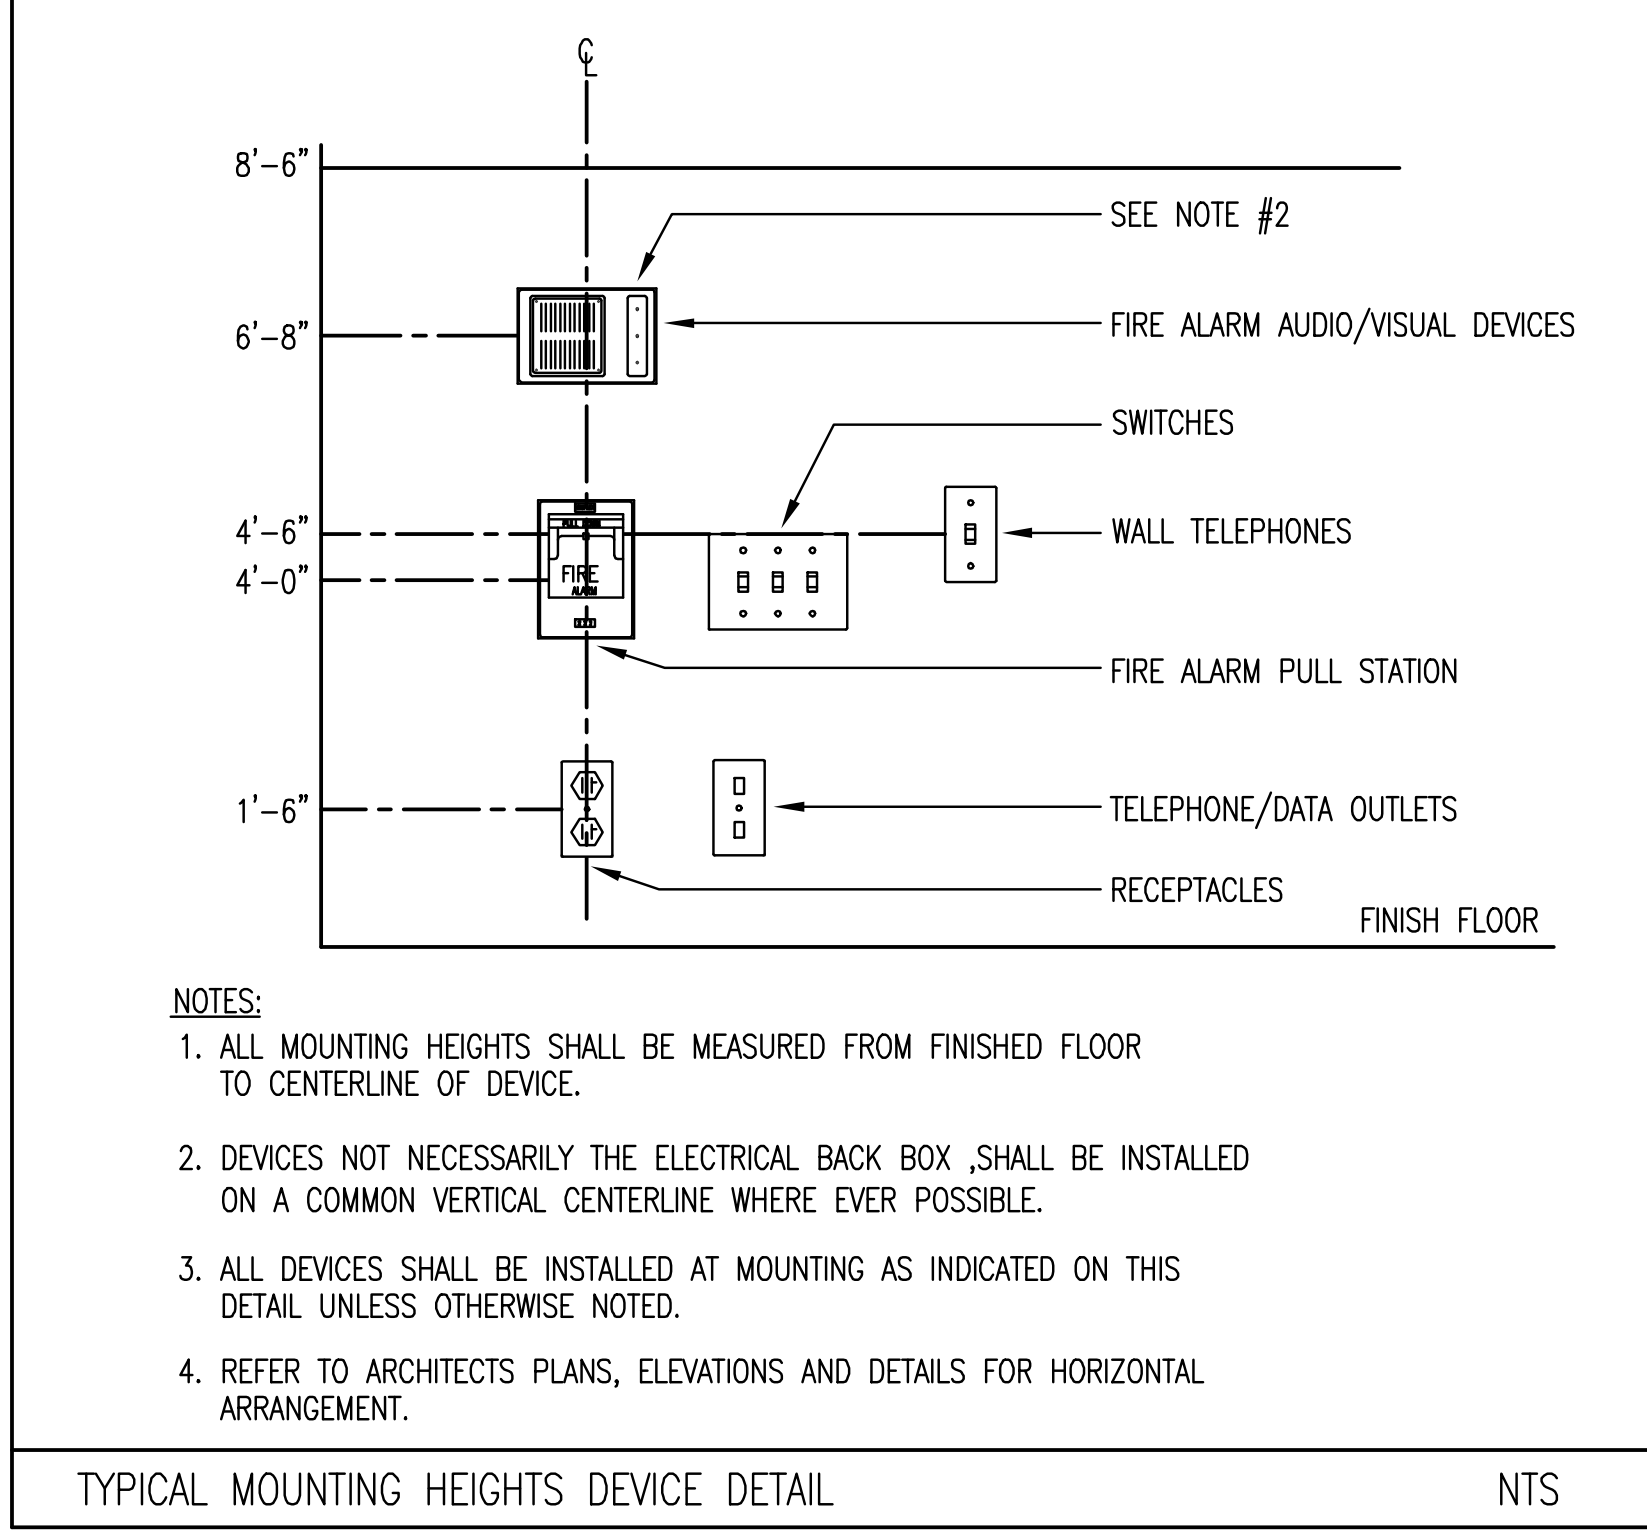 ℄
8'-6"
SEE NOTE #2
6'-8"
FIRE ALARM AUDIO/VISUAL DEVICES
SWITCHES
4'-6"
WALL TELEPHONES
4'-0"
FIRE
ALARM
FIRE ALARM PULL STATION
1'-6"
TELEPHONE/DATA OUTLETS
RECEPTACLES
FINISH FLOOR
NOTES:
1. ALL MOUNTING HEIGHTS SHALL BE MEASURED FROM FINISHED FLOOR
TO CENTERLINE OF DEVICE.
2. DEVICES NOT NECESSARILY THE ELECTRICAL BACK BOX ,SHALL BE INSTALLED
ON A COMMON VERTICAL CENTERLINE WHERE EVER POSSIBLE.
3. ALL DEVICES SHALL BE INSTALLED AT MOUNTING AS INDICATED ON THIS
DETAIL UNLESS OTHERWISE NOTED.
4. REFER TO ARCHITECTS PLANS, ELEVATIONS AND DETAILS FOR HORIZONTAL
ARRANGEMENT.
TYPICAL MOUNTING HEIGHTS DEVICE DETAIL
NTS